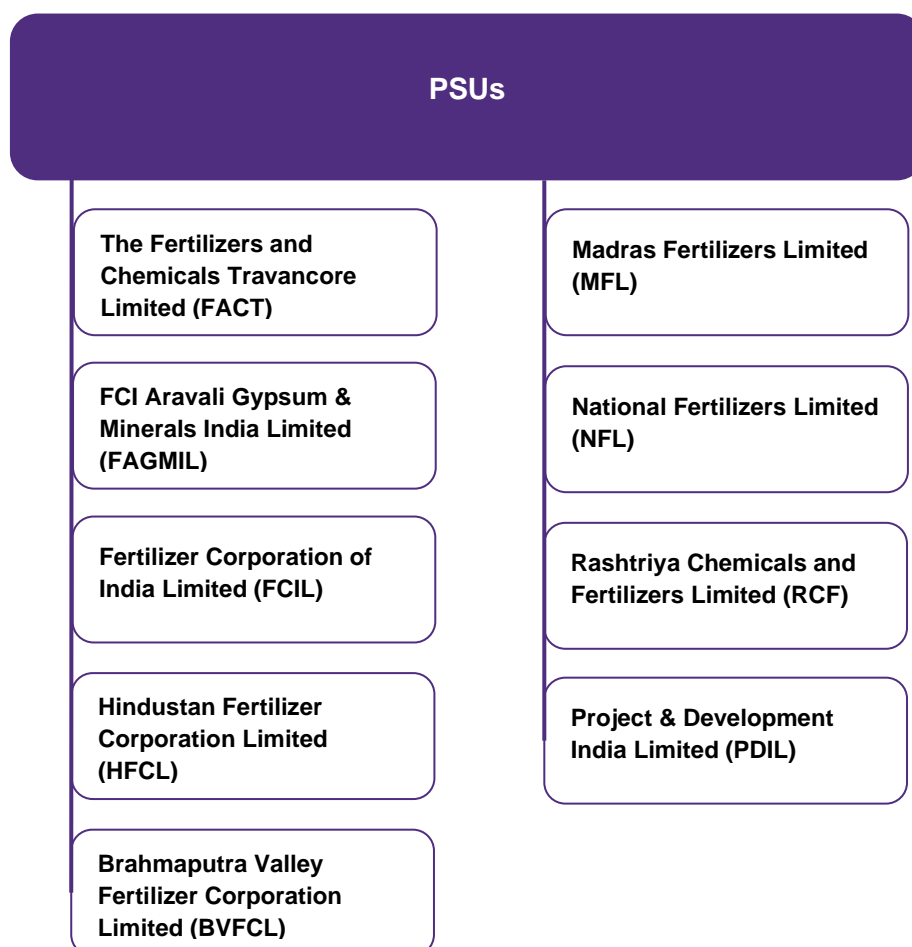 PSUs
The Fertilizers and
Chemicals Travancore
Limited (FACT)
FCI Aravali Gypsum &
Minerals India Limited
(FAGMIL)
Fertilizer Corporation of
India Limited (FCIL)
Hindustan Fertilizer
Corporation Limited
(HFCL)
Brahmaputra Valley
Fertilizer Corporation
Limited (BVFCL)
Madras Fertilizers Limited
(MFL)
National Fertilizers Limited
(NFL)
Rashtriya Chemicals and
Fertilizers Limited (RCF)
Project & Development
India Limited (PDIL)